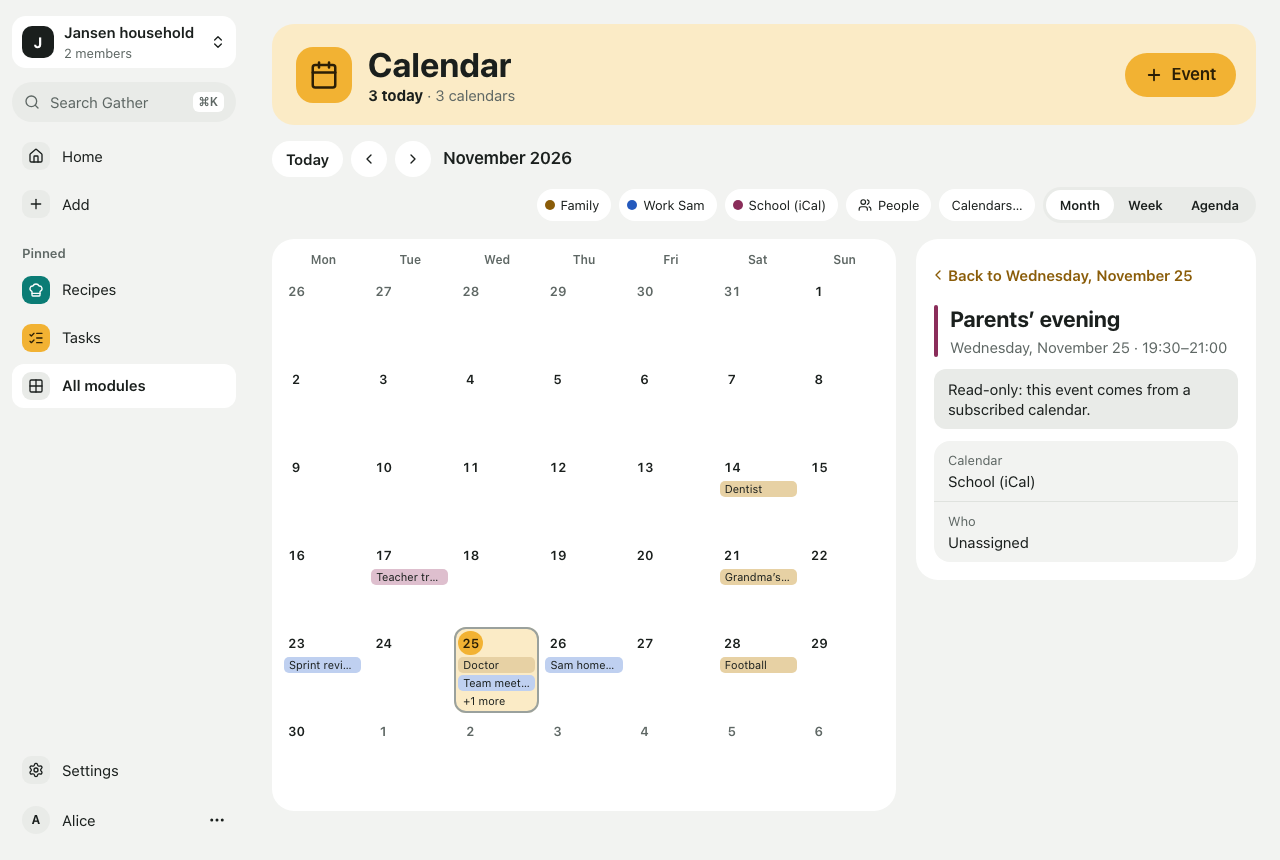 J
Jansen household
2 members
Search Gather
⌘K
Home
Add
Pinned
Recipes
Tasks
All modules
Settings
A
Alice
Calendar
3 today · 3 calendars
Event
Today
November 2026
Family
Work Sam
School (iCal)
People
Calendars…
Month
Week
Agenda
Mon Tue Wed Thu Fri Sat Sun
26 27 28 29 30 31 1
2 3 4 5 6 7 8
9 10 11 12 13 14 15
Dentist
16 17 18 19 20 21 22
Teacher tr… Grandma’s…
23 24 25 26 27 28 29
Sprint revi… Doctor Sam home… Football
Team meet…
+1 more
30 1 2 3 4 5 6
Back to Wednesday, November 25
Parents’ evening
Wednesday, November 25 · 19:30–21:00
Read-only: this event comes from a
subscribed calendar.
Calendar
School (iCal)
Who
Unassigned